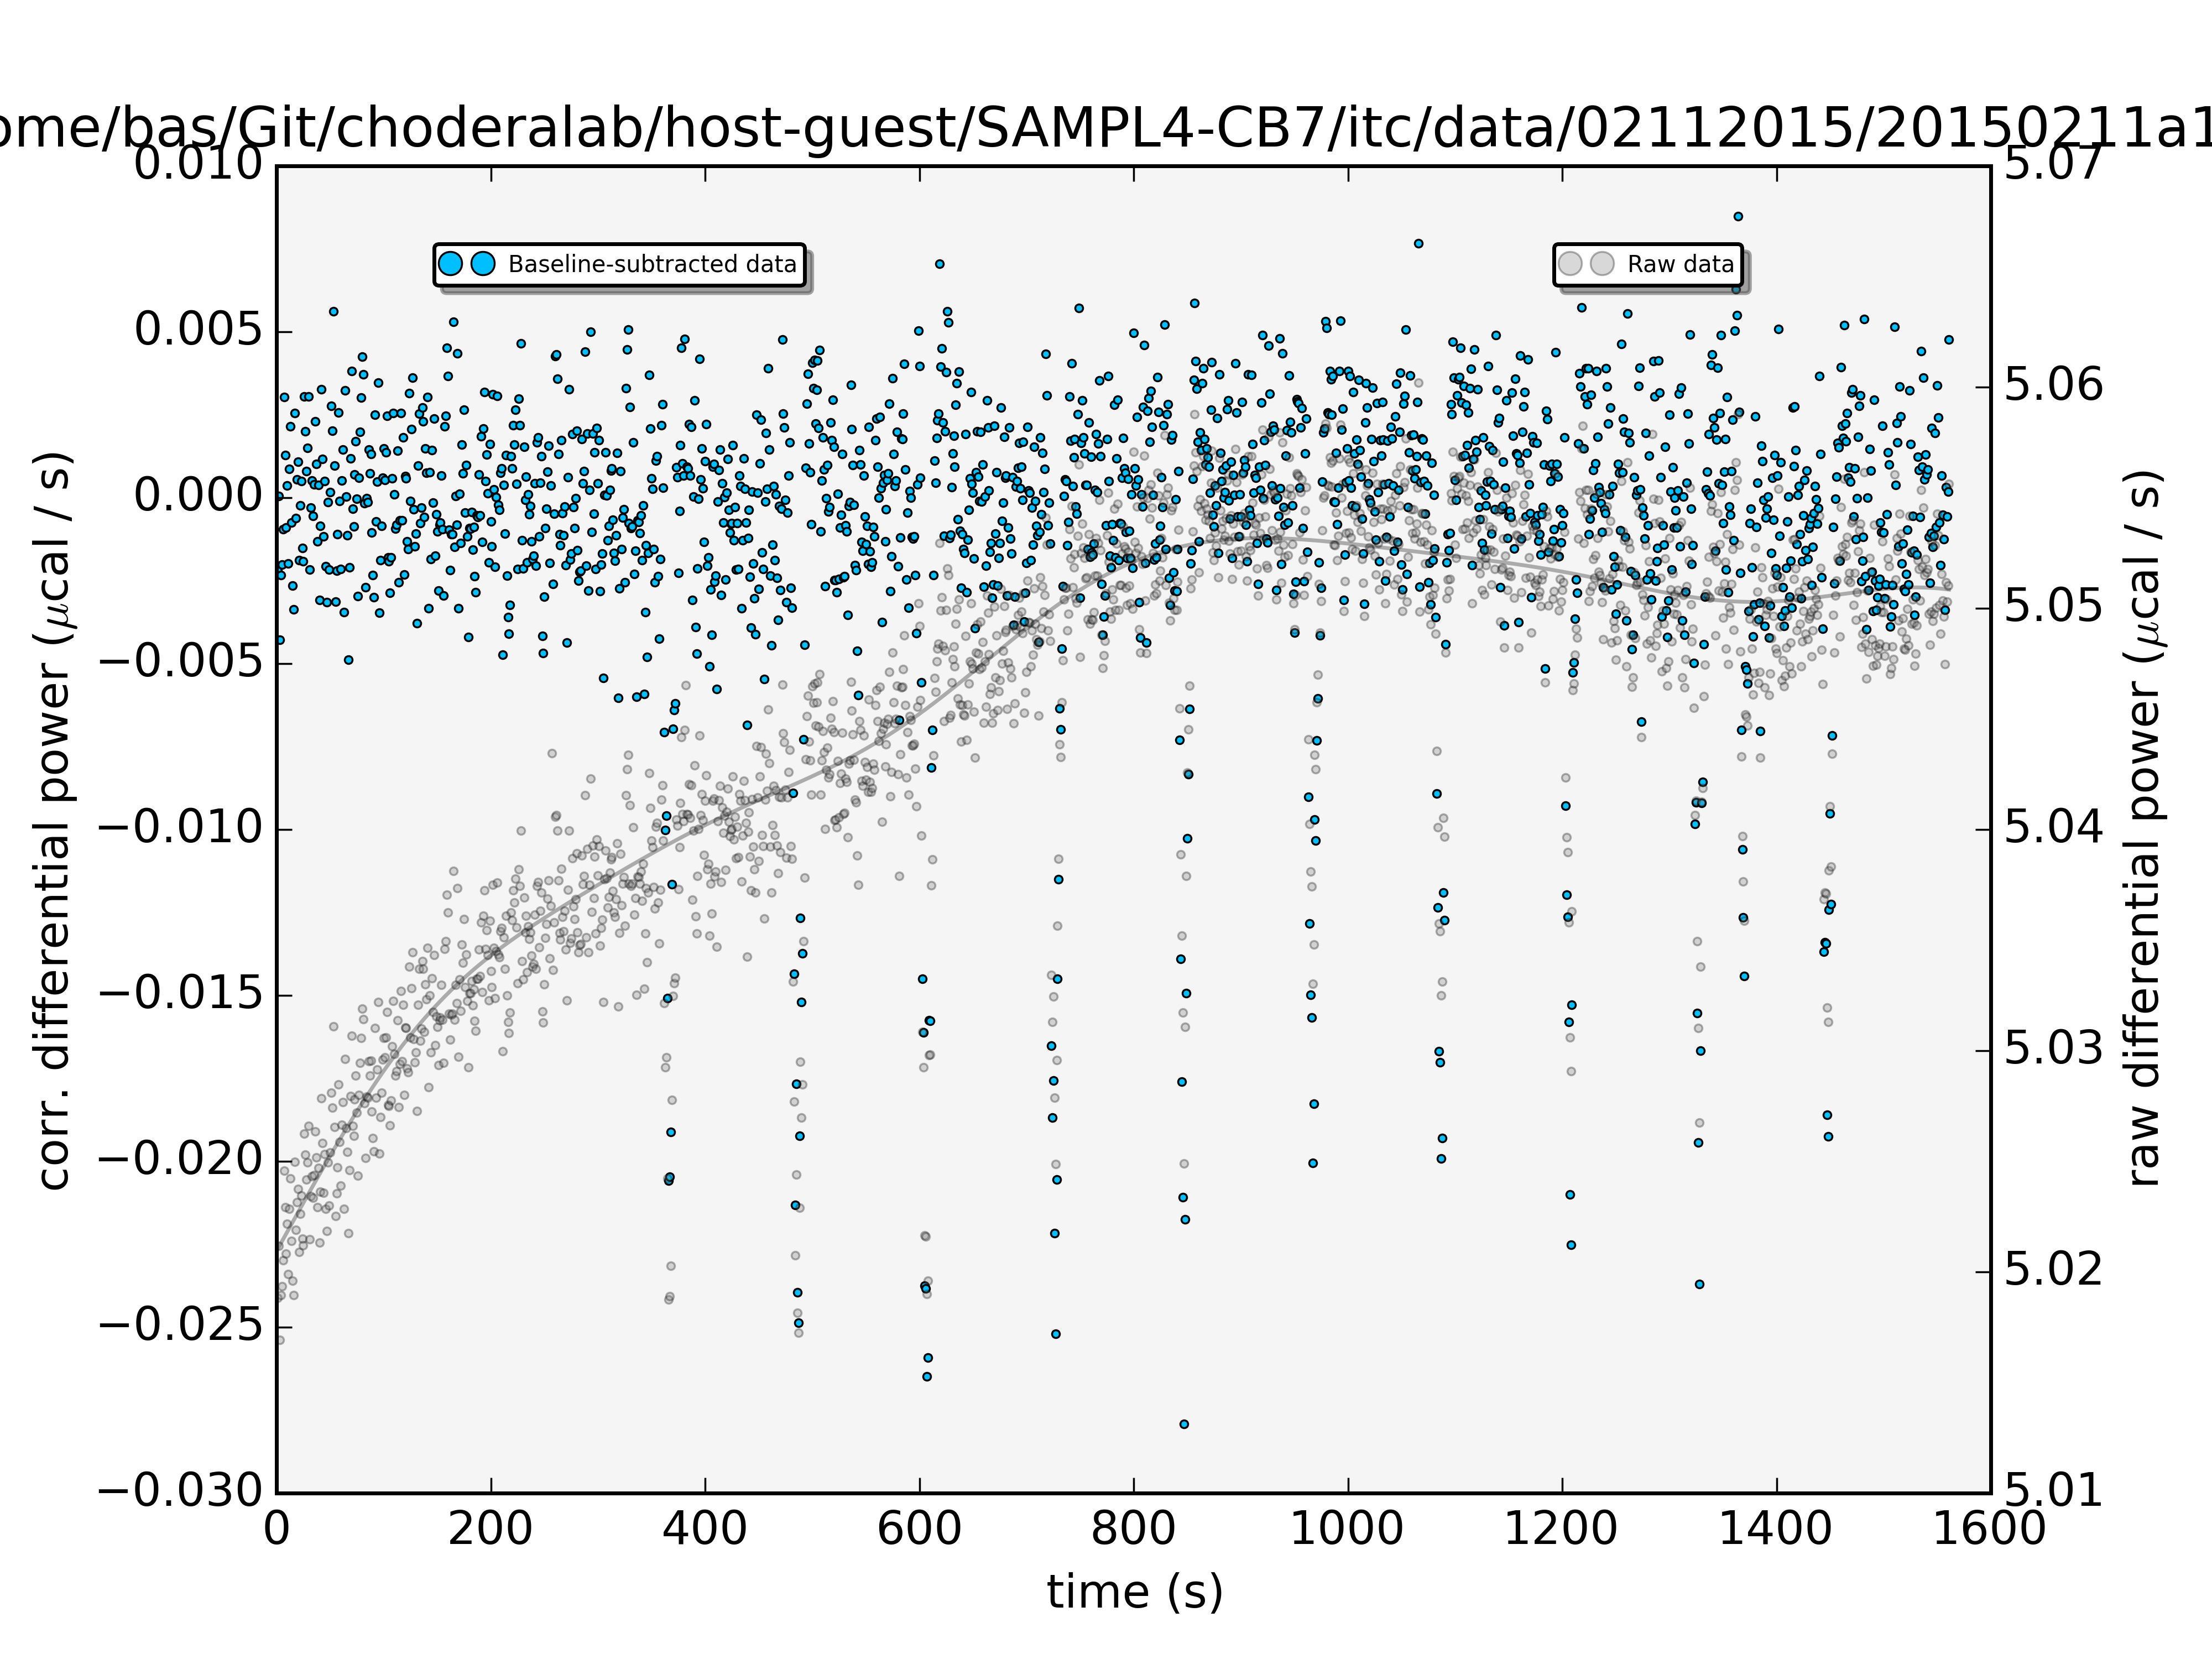 ome/bas/Git/choderalab/host-guest/SAMPL4-CB7/itc/data/02112015/20150211a1
Baseline-subtracted data
Raw data
0.010
0.005
0.000
−0.005
−0.010
−0.015
−0.020
−0.025
−0.030
corr. differential power (μcal / s)
5.07
5.06
5.05
5.04
5.03
5.02
5.01
raw differential power (μcal / s)
0 200 400 600 800 1000 1200 1400 1600
time (s)